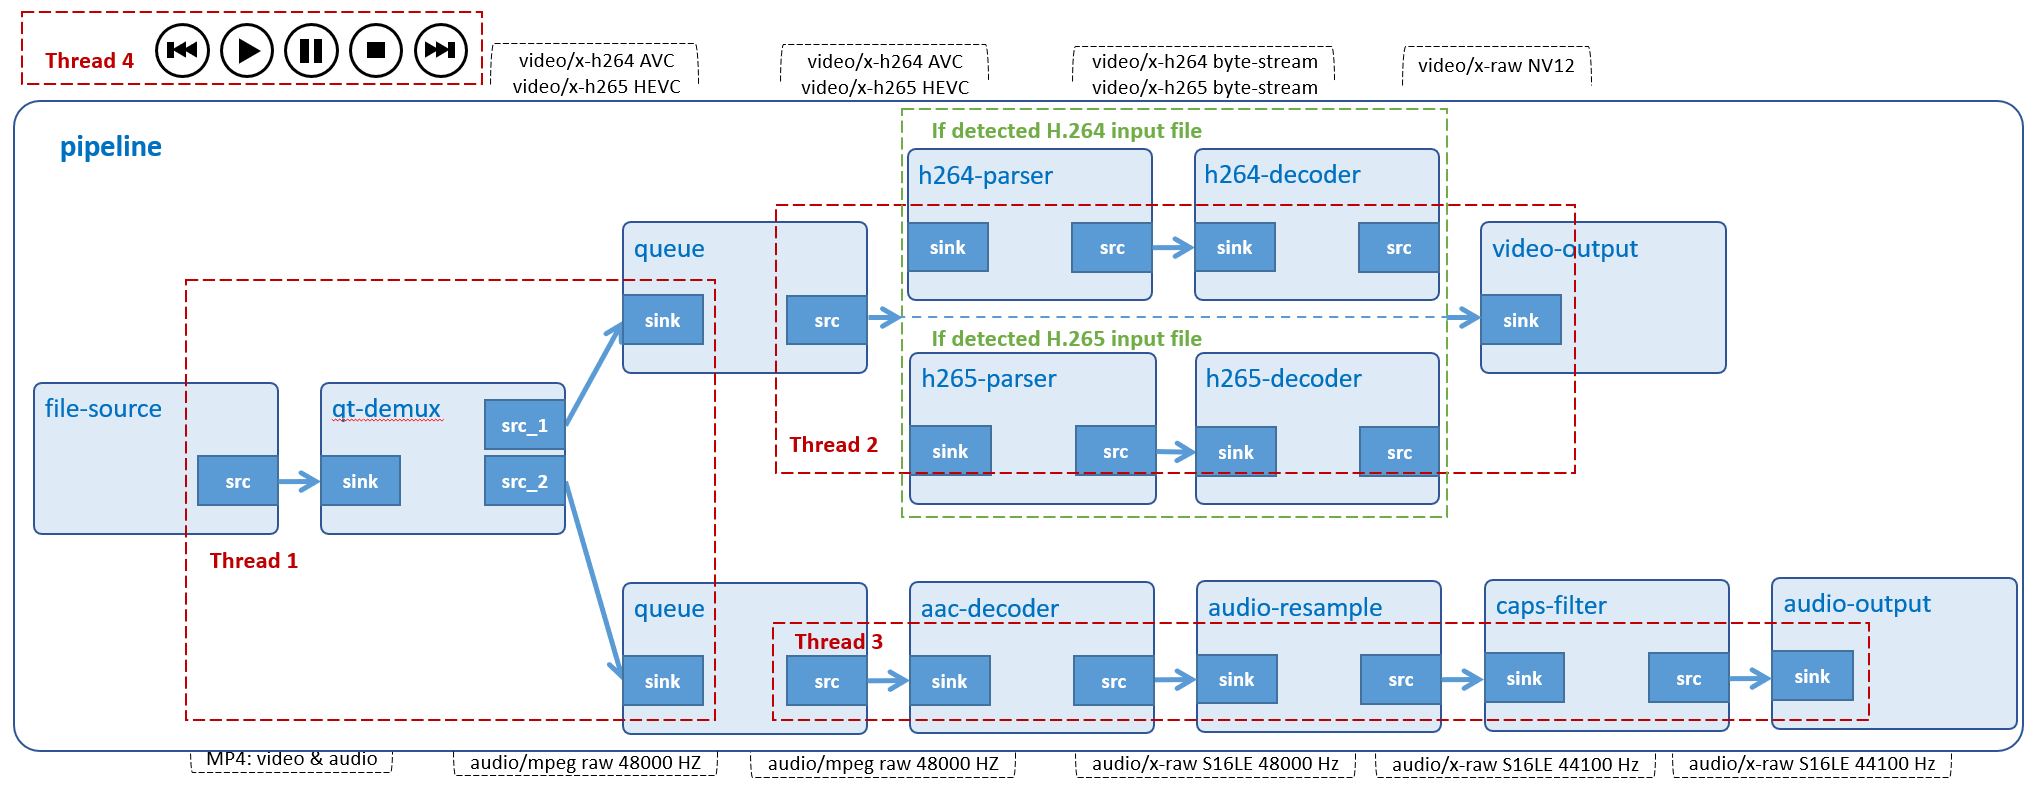 Thread 4
video/x-h264 AVC
video/x-h265 HEVC
video/x-h264 AVC
video/x-h265 HEVC
video/x-h264 byte-stream
video/x-h265 byte-stream
video/x-raw NV12
pipeline
If detected H.264 input file
h264-parser
sink
src
h264-decoder
sink
src
queue
sink
src
video-output
sink
If detected H.265 input file
h265-parser
sink
src
h265-decoder
sink
src
Thread 2
file-source
src
qt-demux
sink
src_1
src_2
Thread 1
queue
sink
src
Thread 3
aac-decoder
sink
src
audio-resample
sink
src
caps-filter
sink
src
audio-output
sink
MP4: video & audio
audio/mpeg raw 48000 HZ
audio/mpeg raw 48000 HZ
audio/x-raw S16LE 48000 Hz
audio/x-raw S16LE 44100 Hz
audio/x-raw S16LE 44100 Hz